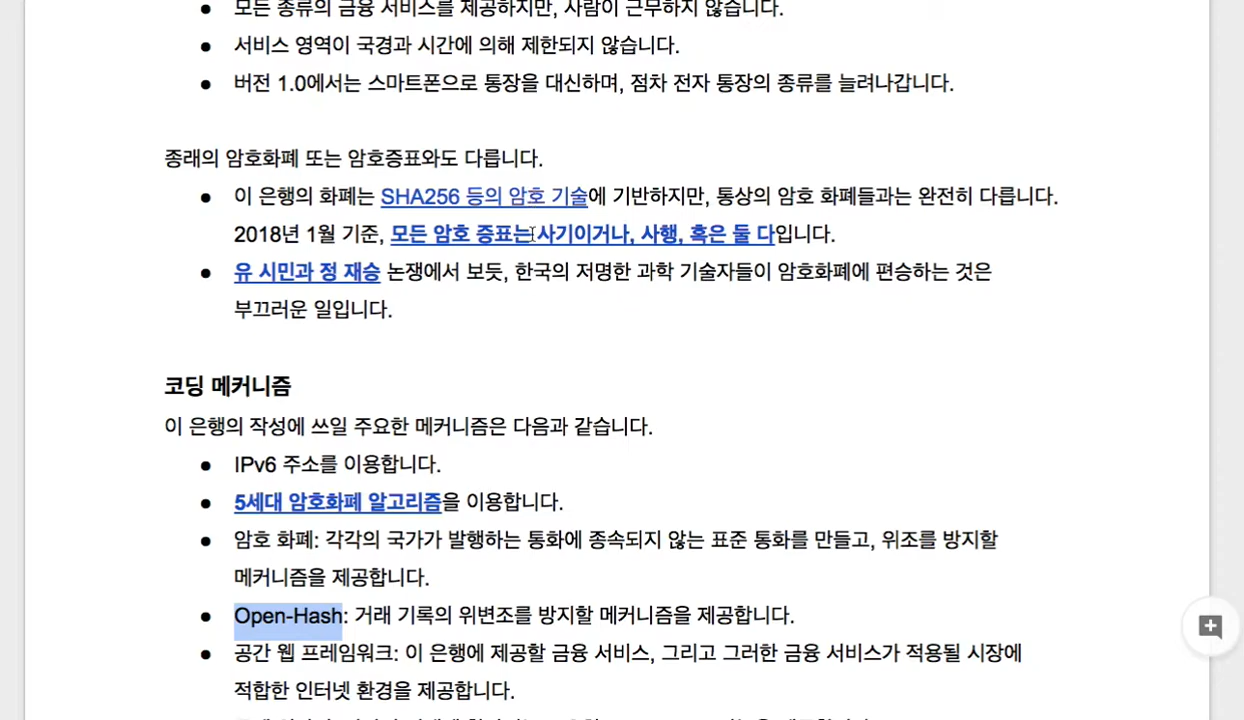 모든 종류의 금융 서비스를 제공하지만, 사람이 근무하지 않습니다.
서비스 영역이 국경과 시간에 의해 제한되지 않습니다.
버전 1.0에서는 스마트폰으로 통장을 대신하며, 점차 전자 통장의 종류를 늘려나갑니다.
종래의 암호화폐 또는 암호증표와도 다릅니다.
이 은행의 화폐는 SHA256 등의 암호 기술에 기반하지만, 통상의 암호 화폐들과는 완전히 다릅니다.
2018년 1월 기준, 모든 암호 증표는 사기이거나, 사행, 혹은 둘 다입니다.
유 시민과 정 재승 논쟁에서 보듯, 한국의 저명한 과학 기술자들이 암호화폐에 편승하는 것은
부끄러운 일입니다.
코딩 메커니즘
이 은행의 작성에 쓰일 주요한 메커니즘은 다음과 같습니다.
IPv6 주소를 이용합니다.
5세대 암호화폐 알고리즘을 이용합니다.
암호 화폐: 각각의 국가가 발행하는 통화에 종속되지 않는 표준 통화를 만들고, 위조를 방지할
메커니즘을 제공합니다.
Open-Hash: 거래 기록의 위변조를 방지할 메커니즘을 제공합니다.
공간 웹 프레임워크: 이 은행에 제공할 금융 서비스, 그리고 그러한 금융 서비스가 적용될 시장에
적합한 인터넷 환경을 제공합니다.